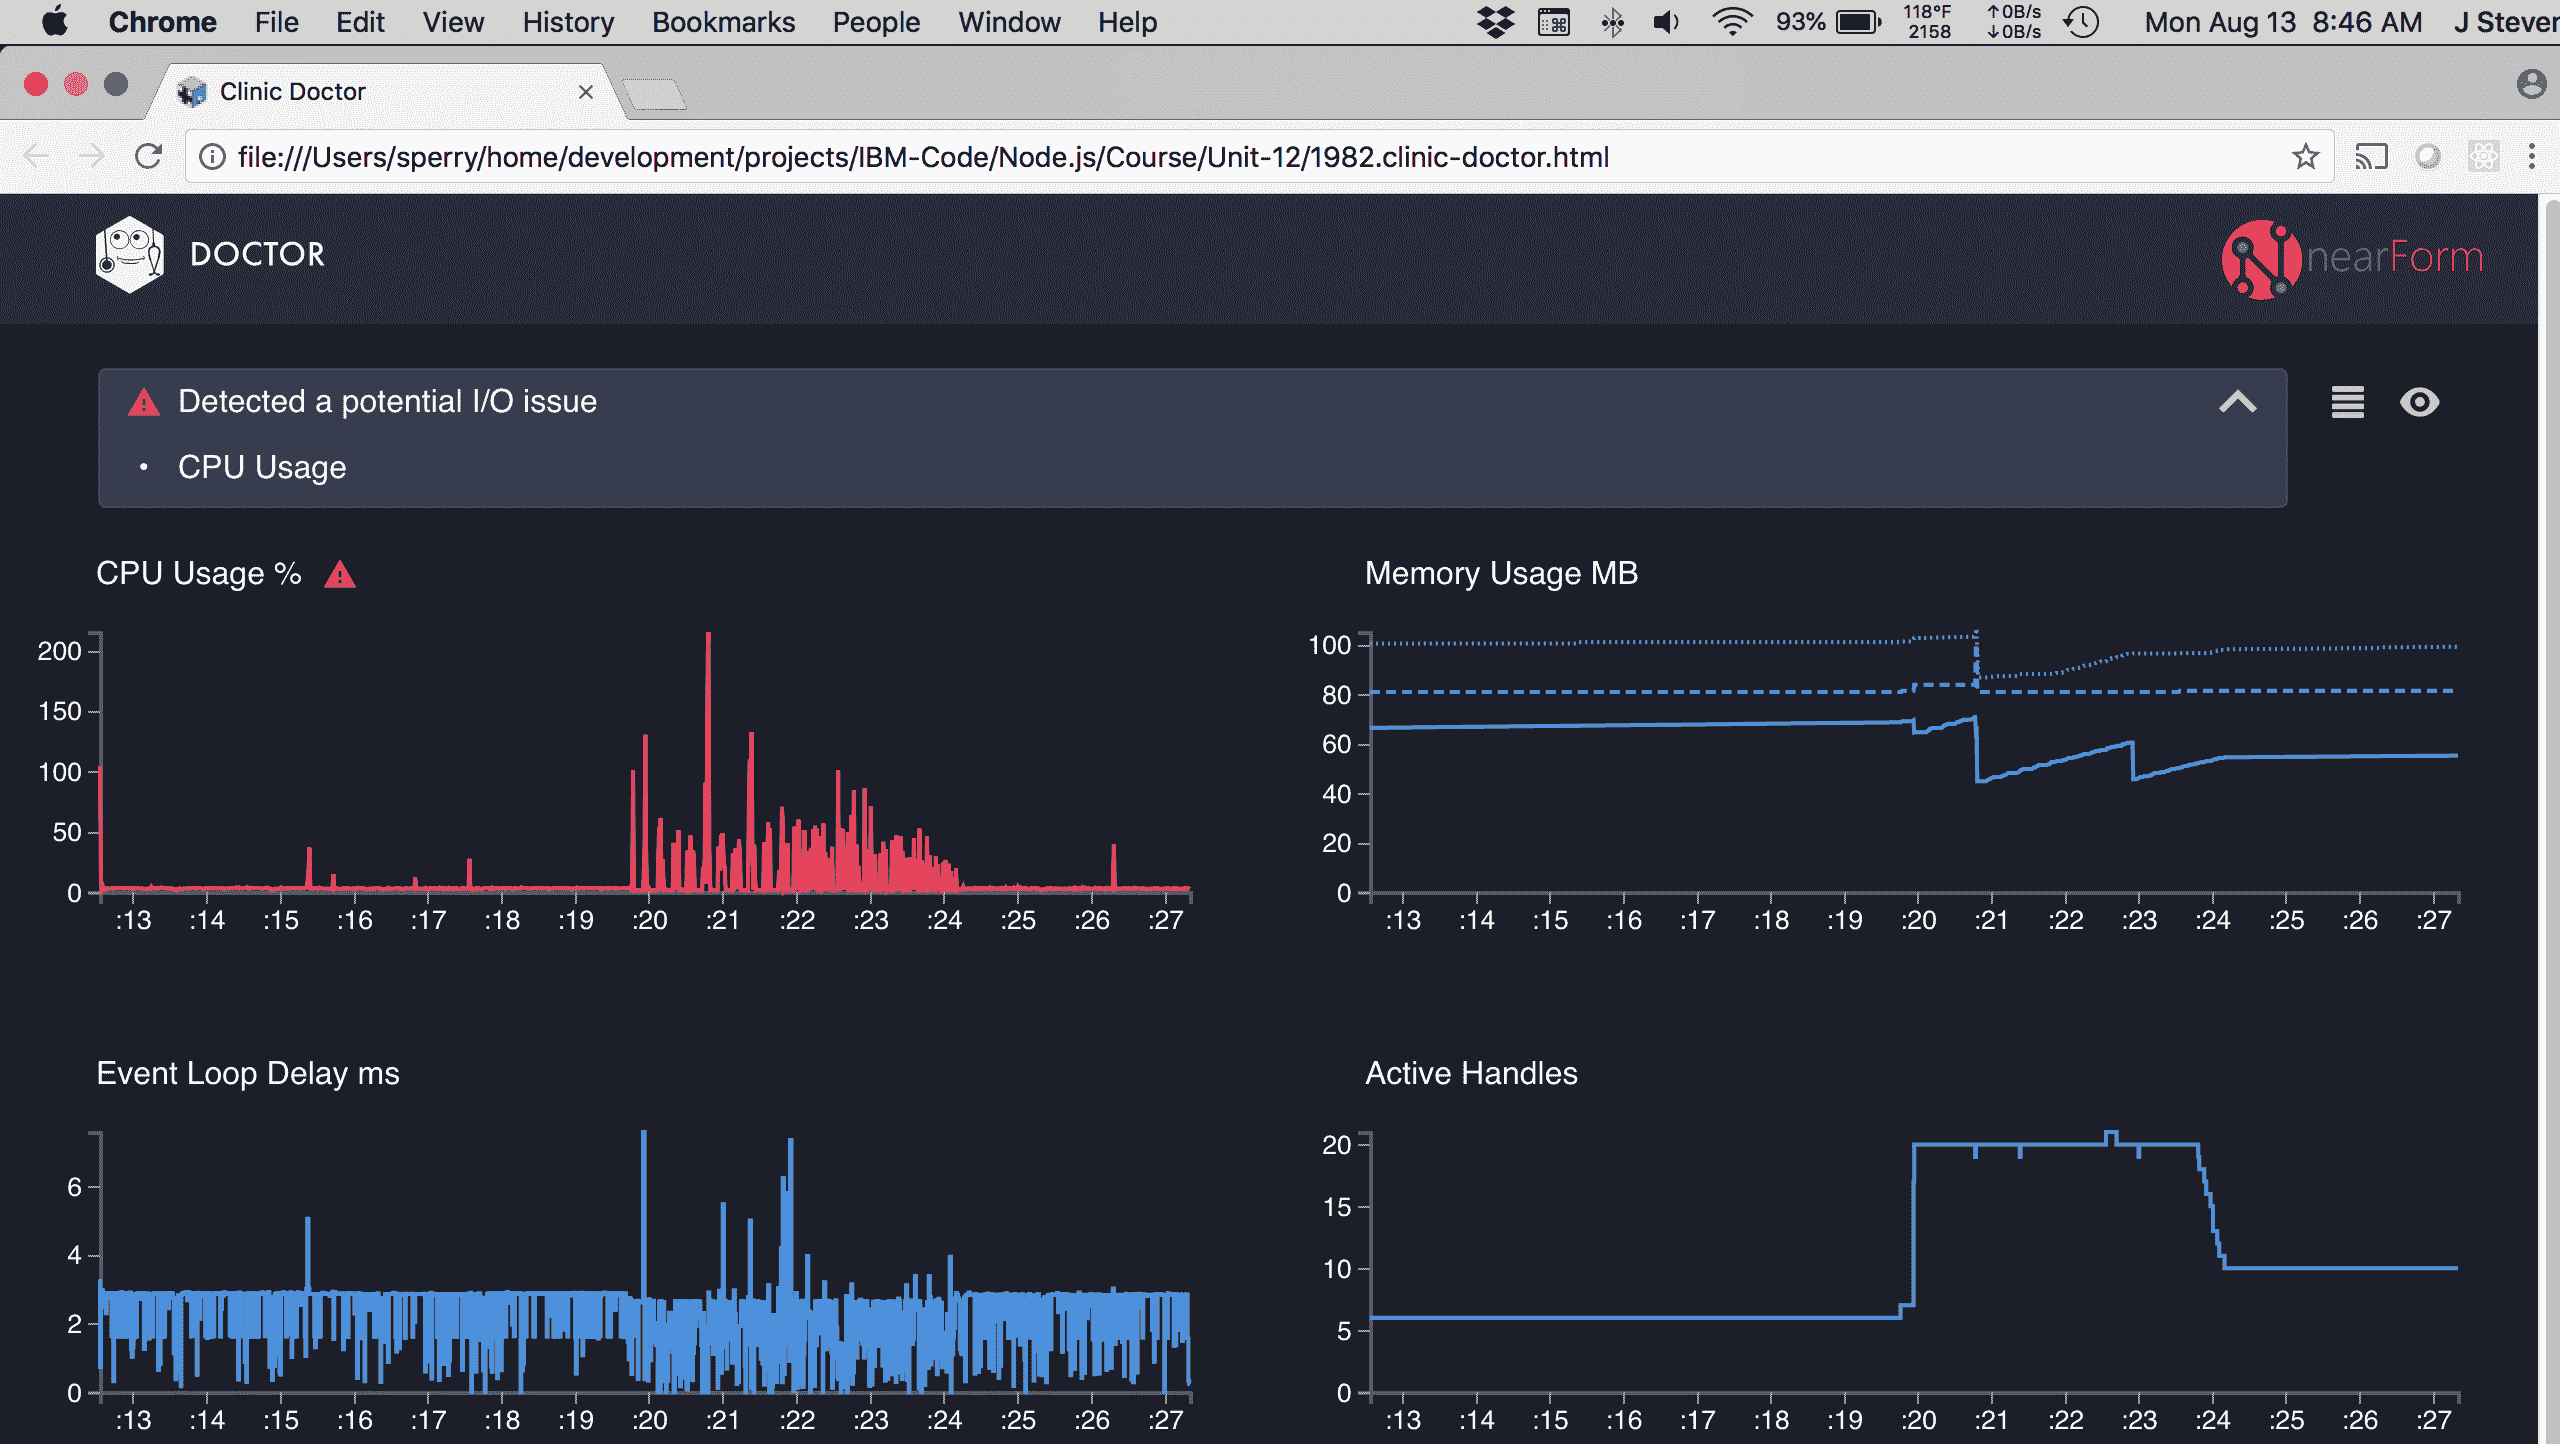 Chrome File Edit View History Bookmarks People Window Help 93% 118°F 2158 ↑0B/s ↓0B/s Mon Aug 13 8:46 AM J Steven
Clinic Doctor
file:///Users/sperry/home/development/projects/IBM-Code/Node.js/Course/Unit-12/1982.clinic-doctor.html
DOCTOR
nearForm
Detected a potential I/O issue
• CPU Usage
CPU Usage %
200
150
100
50
0
:13 :14 :15 :16 :17 :18 :19 :20 :21 :22 :23 :24 :25 :26 :27
Memory Usage MB
100
80
60
40
20
0
:13 :14 :15 :16 :17 :18 :19 :20 :21 :22 :23 :24 :25 :26 :27
Event Loop Delay ms
6
4
2
0
:13 :14 :15 :16 :17 :18 :19 :20 :21 :22 :23 :24 :25 :26 :27
Active Handles
20
15
10
5
0
:13 :14 :15 :16 :17 :18 :19 :20 :21 :22 :23 :24 :25 :26 :27